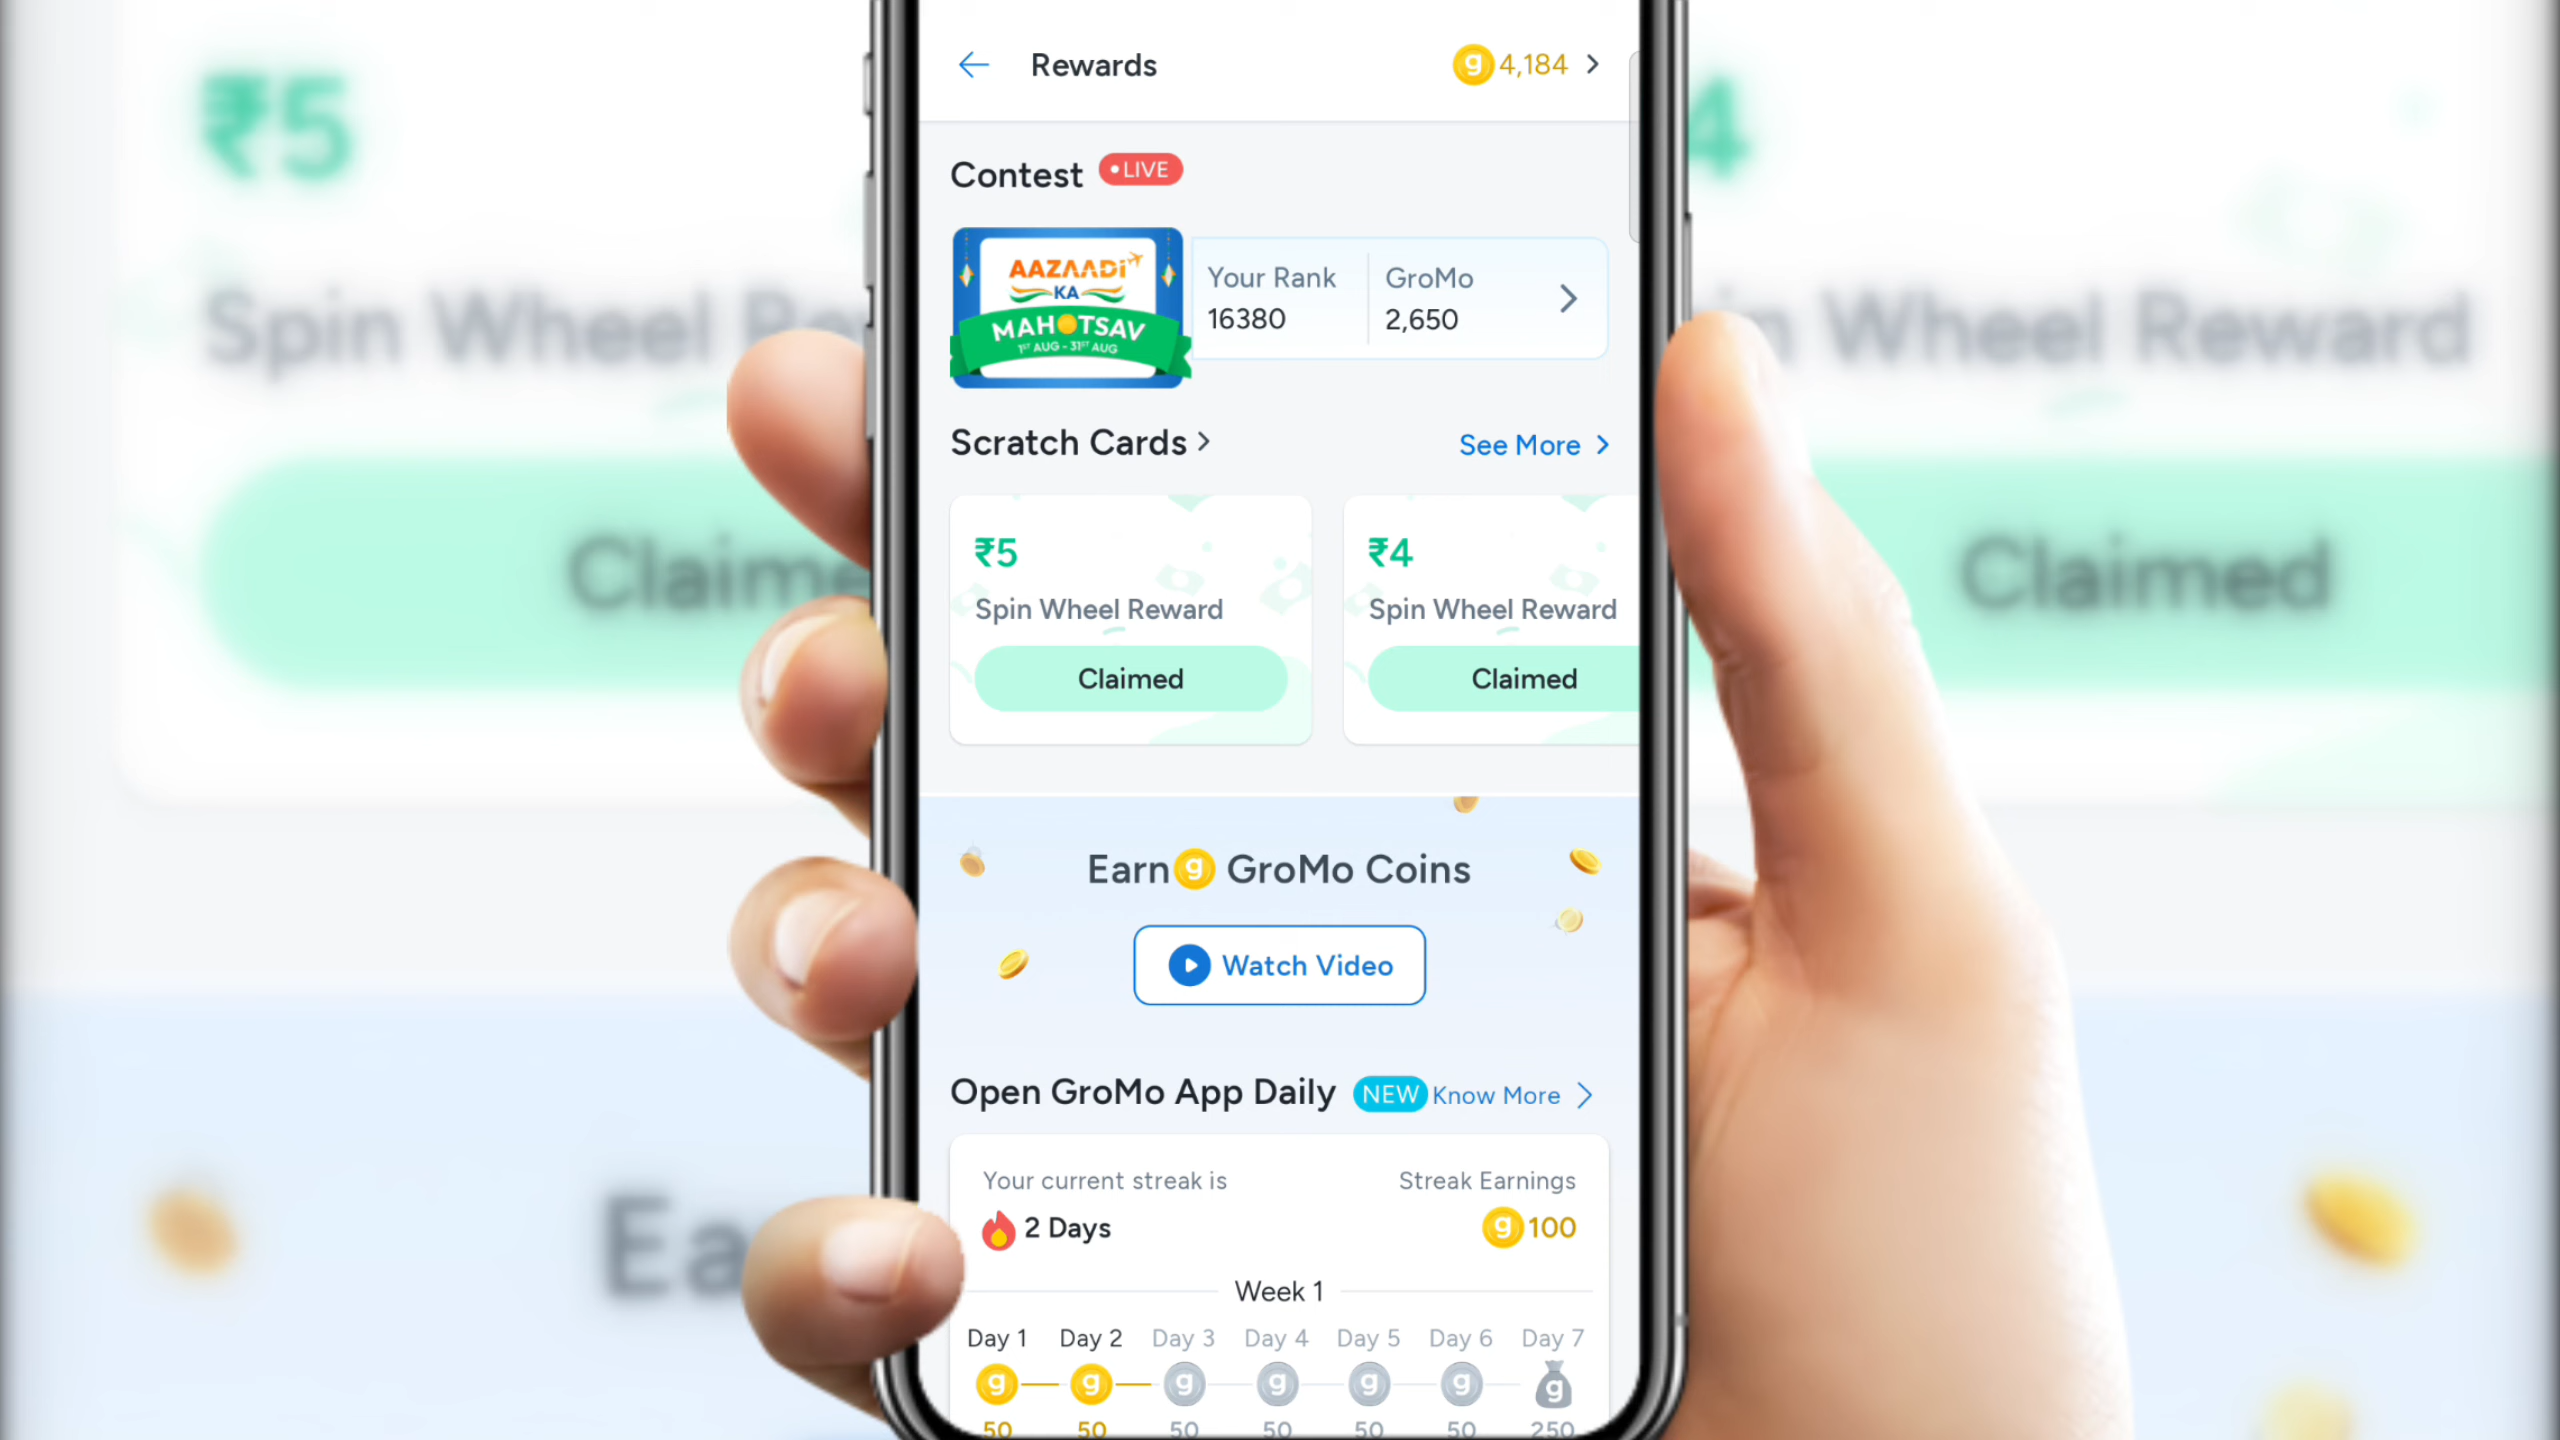 Rewards
4,184
Contest
LIVE
AAZAADI
KA
MAHOTSAV
1ST AUG - 31ST AUG
Your Rank
16380
GroMo
2,650
Scratch Cards
See More
₹5
Spin Wheel Reward
Claimed
₹4
Spin Wheel Reward
Claimed
Earn g GroMo Coins
Watch Video
Open GroMo App Daily
NEW
Know More
Your current streak is
2 Days
Streak Earnings
g 100
Week 1
Day 1 Day 2 Day 3 Day 4 Day 5 Day 6 Day 7
g g g g g g g
50 50 50 50 50 50 250
₹5
Spin Wheel Re
Claime
Ea
4
n Wheel Reward
Claimed